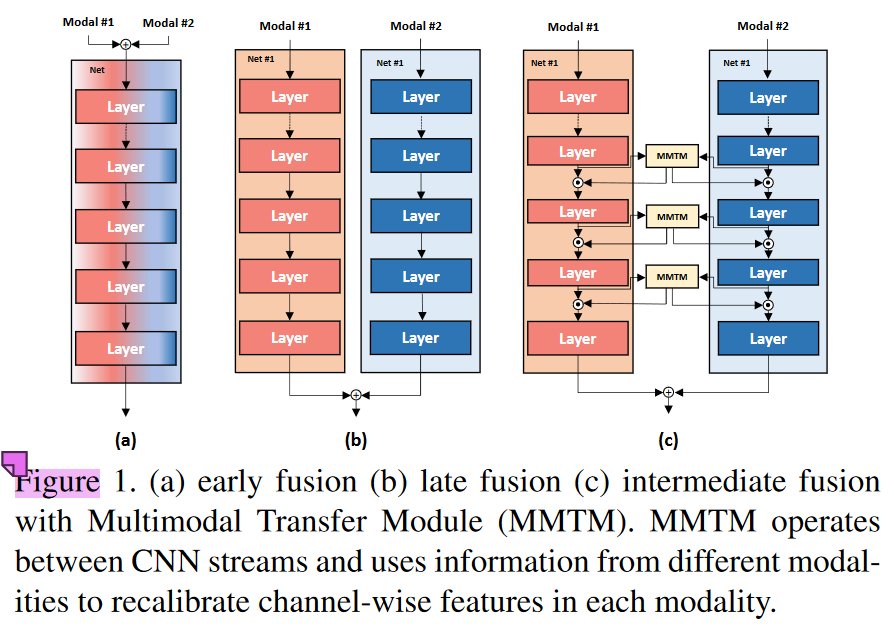 Modal #1 Modal #2
Net
Layer
Layer
Layer
Layer
Layer
(a)
Modal #1 Modal #2
Net #1 Net #1
Layer Layer
Layer Layer
Layer Layer
Layer Layer
Layer Layer
(b)
Modal #1 Modal #2
Net #1 Net #1
Layer Layer
Layer MMTM Layer
Layer MMTM Layer
Layer MMTM Layer
Layer Layer
(c)
Figure 1. (a) early fusion (b) late fusion (c) intermediate fusion
with Multimodal Transfer Module (MMTM). MMTM operates
between CNN streams and uses information from different modal-
ities to recalibrate channel-wise features in each modality.